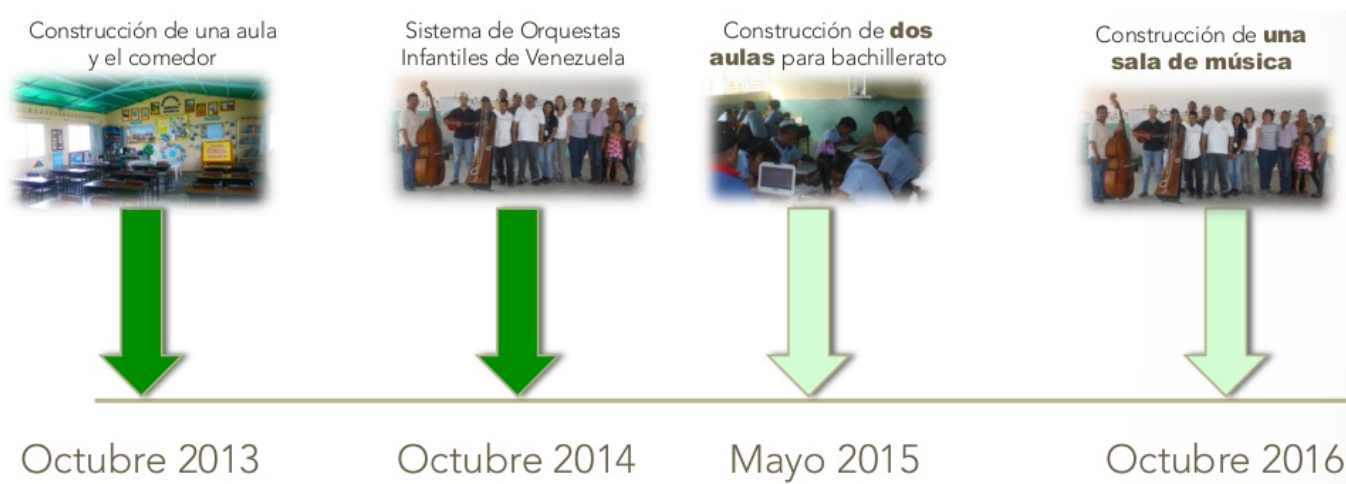 Construcción de una aula
y el comedor
Sistema de Orquestas
Infantiles de Venezuela
Construcción de dos
aulas para bachillerato
Construcción de una
sala de música
Octubre 2013
Octubre 2014
Mayo 2015
Octubre 2016